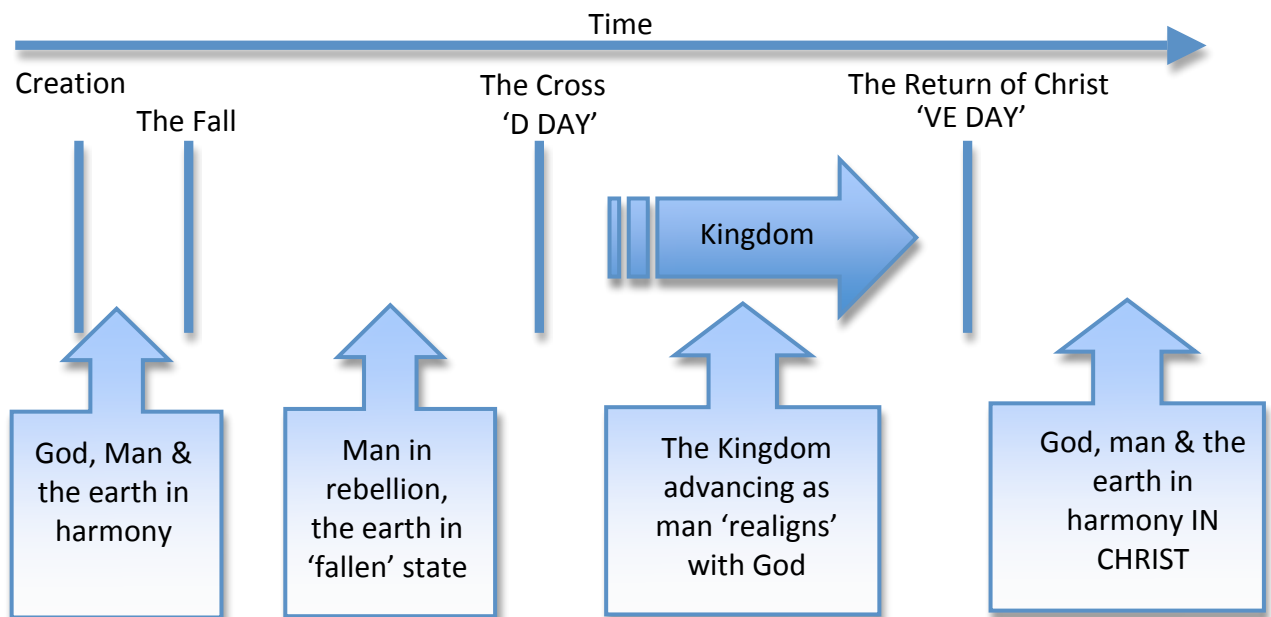 Time
Creation
The Fall
The Cross
‘D DAY’
The Return of Christ
‘VE DAY’
Kingdom
God, Man &
the earth in
harmony
Man in
rebellion,
the earth in
‘fallen’ state
The Kingdom
advancing as
man ‘realigns’
with God
God, man & the
earth in
harmony IN
CHRIST